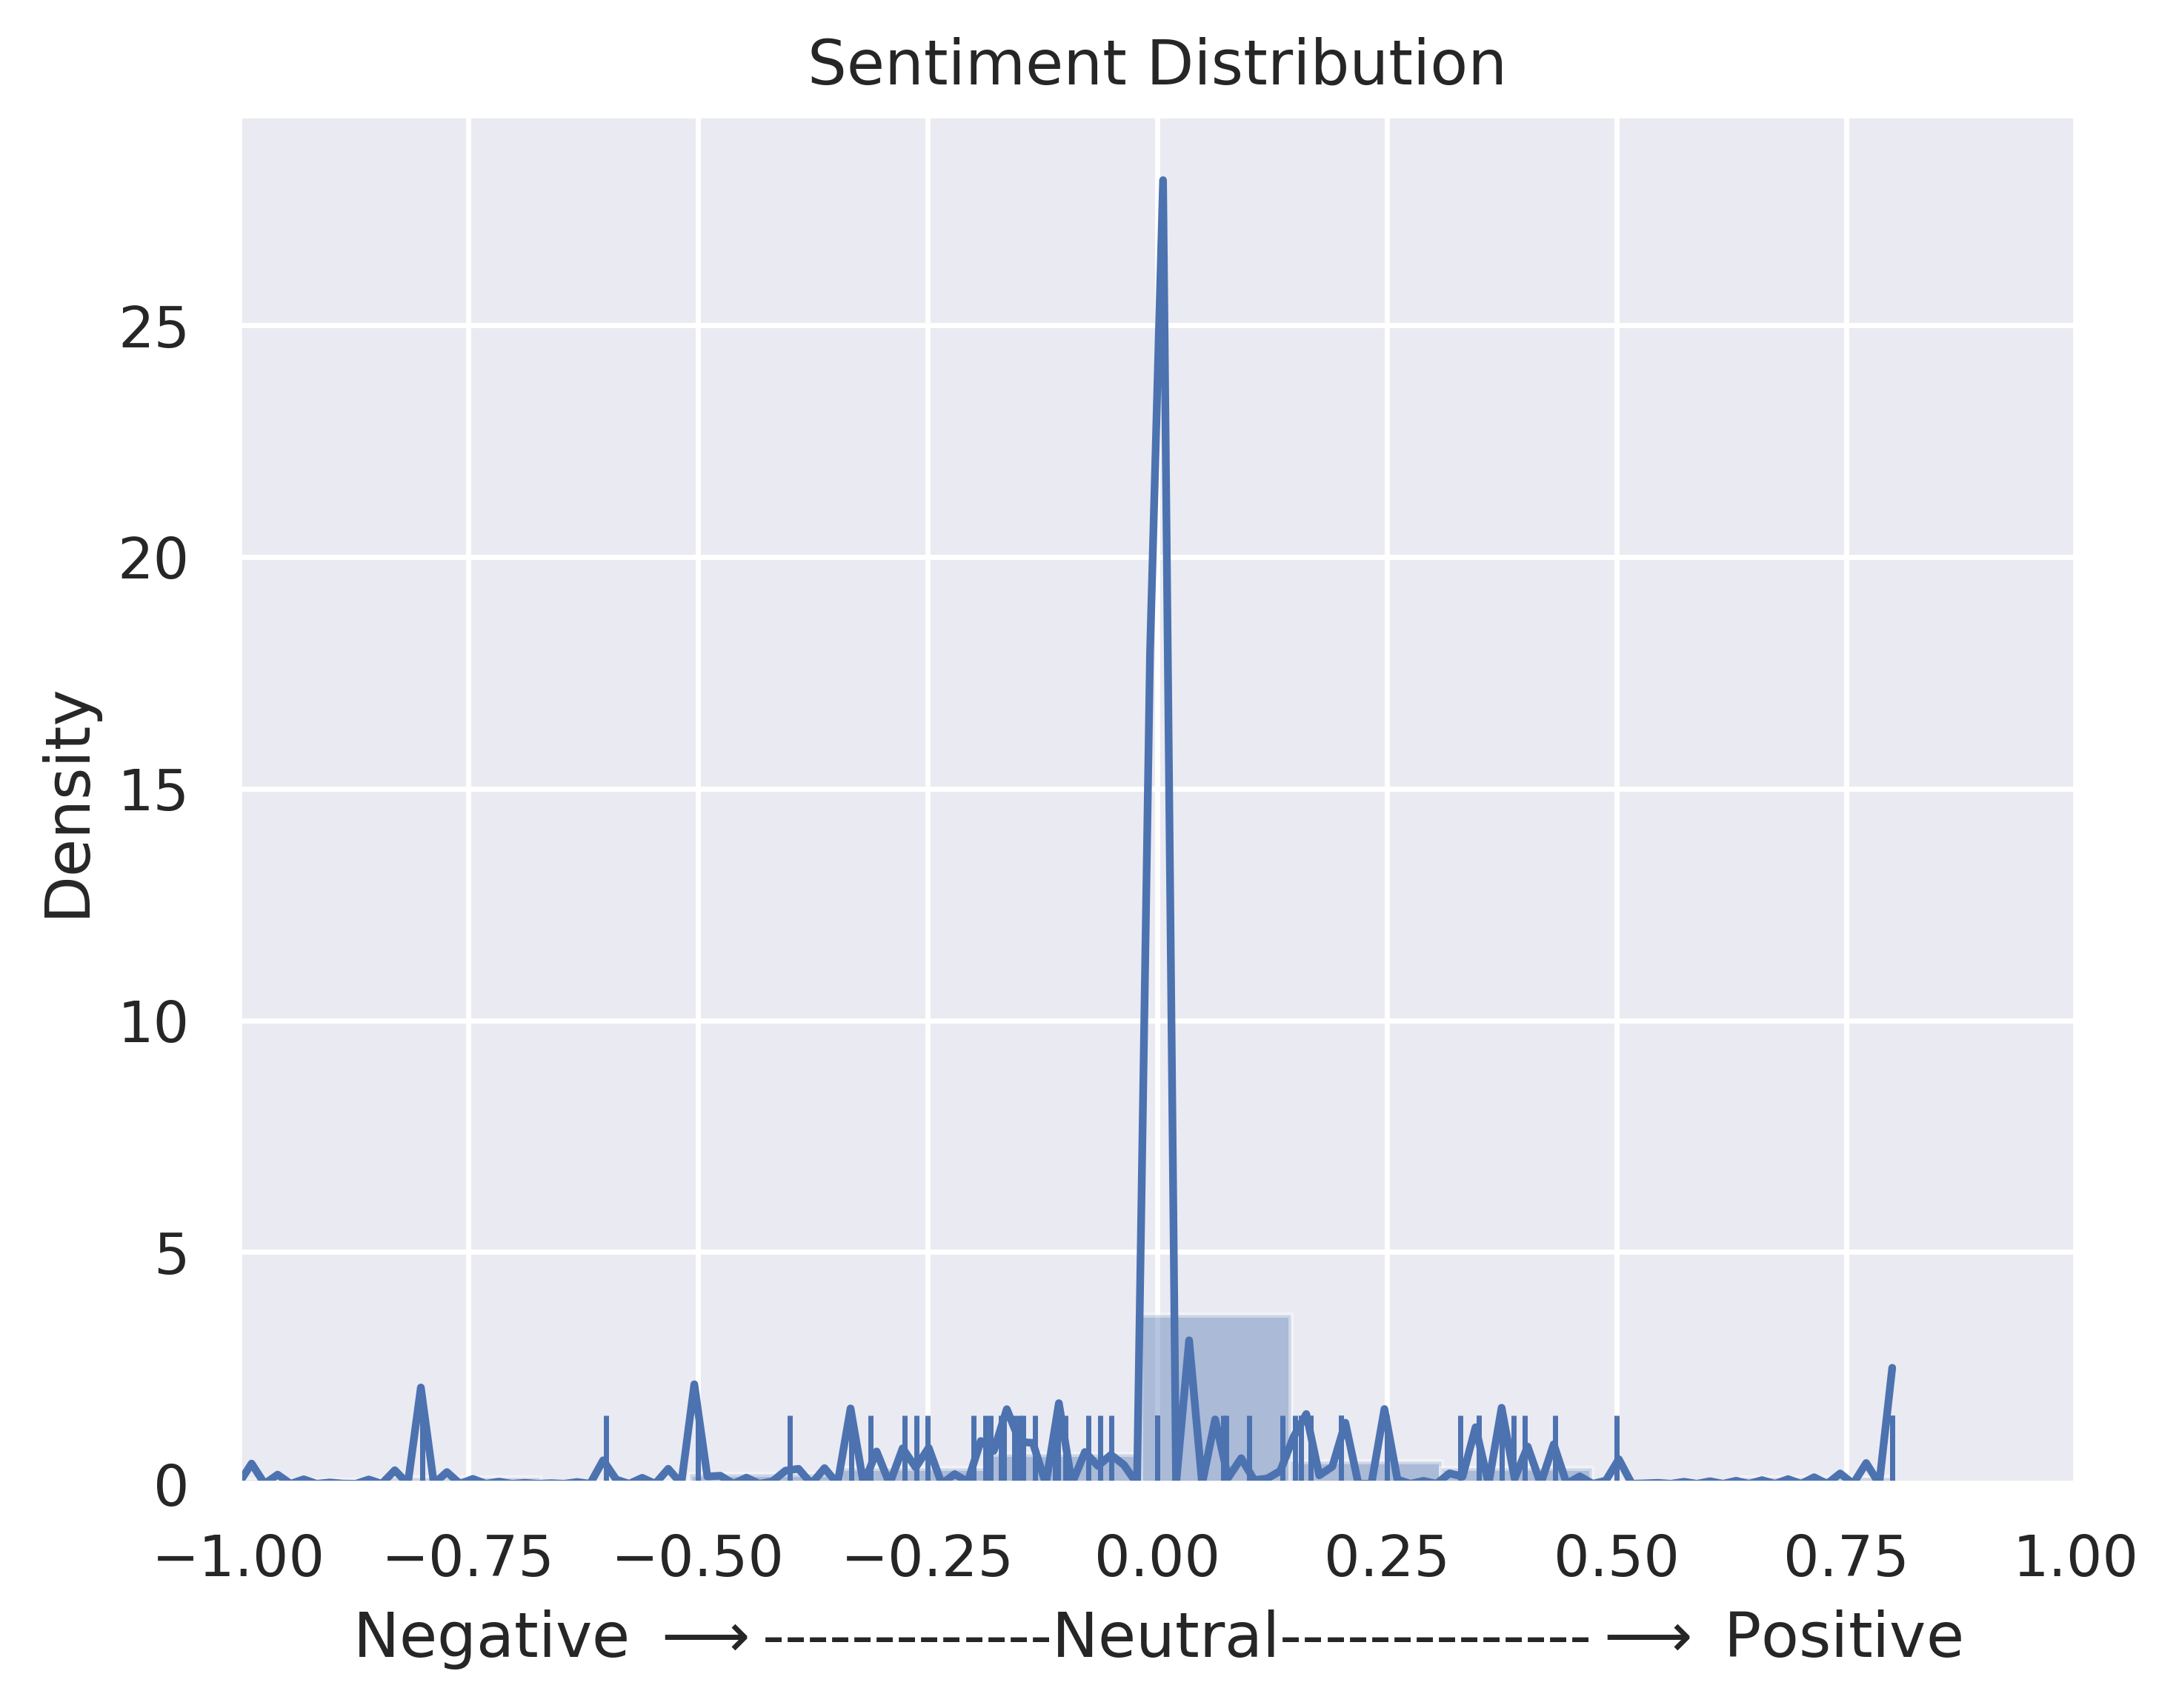 Sentiment Distribution
Density
25
20
15
10
5
0
−1.00 −0.75 −0.50 −0.25 0.00 0.25 0.50 0.75 1.00
Negative ⟶ --------------Neutral--------------- ⟶ Positive